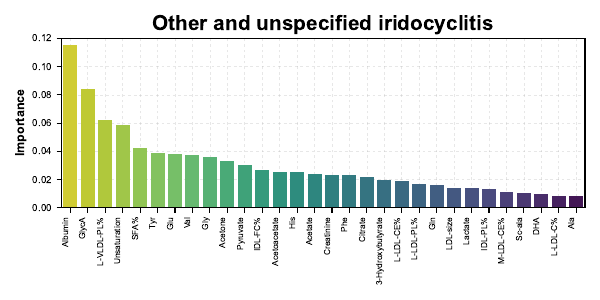 Other and unspecified iridocyclitis
Importance
0.12
0.10
0.08
0.06
0.04
0.02
0.00
Albumin
GlycA
L-VLDL-PL%
Unsaturation
SFA%
Tyr
Glu
Val
Gly
Acetone
Pyruvate
IDL-FC%
Acetoacetate
His
Acetate
Creatinine
Phe
Citrate
3-Hydroxybutyrate
L-LDL-CE%
L-LDL-PL%
Gln
LDL-size
Lactate
IDL-PL%
M-LDL-CE%
Sc-ala
DHA
L-LDL-C%
Ala